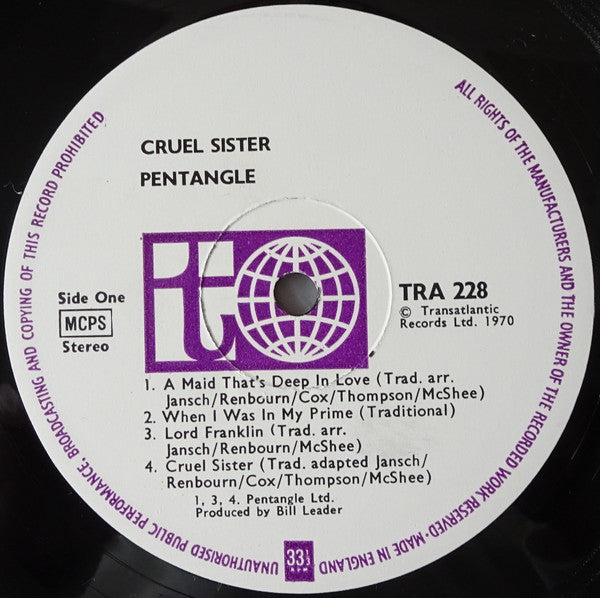 CRUEL SISTER
PENTANGLE
Side One
MCPS
Stereo
to
TRA 228
© Transatlantic
Records Ltd. 1970
1. A Maid That's Deep In Love (Trad. arr.
Jansch/Renbourn/Cox/Thompson/McShee)
2. When I Was In My Prime (Traditional)
3. Lord Franklin (Trad. arr.
Jansch/Renbourn/McShee)
4. Cruel Sister (Trad. adapted Jansch/
Renbourn/Cox/Thompson/McShee)
1, 3, 4. Pentangle Ltd.
Produced by Bill Leader
ALL RIGHTS OF THE MANUFACTURERS AND THE OWNER OF THE RECORDED WORK RESERVED · MADE IN ENGLAND
33⅓
RPM
UNAUTHORISED PUBLIC PERFORMANCE, BROADCASTING AND COPYING OF THIS RECORD PROHIBITED